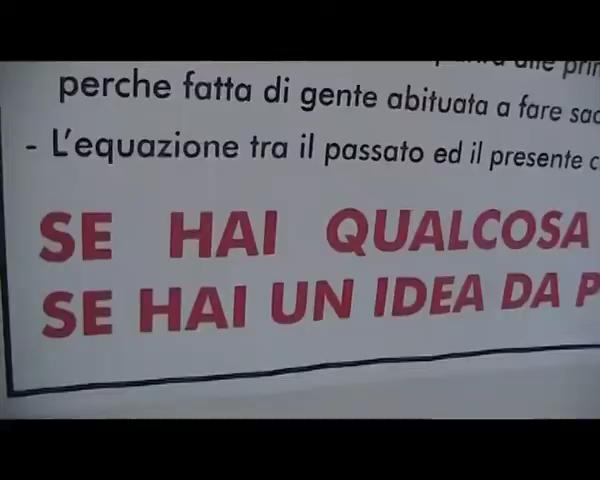 alle
perche fatta di gente abituata a fare
- L'equazione tra il passato ed il presente
SE HAI QUALCOSA
SE HAI UN IDEA DA